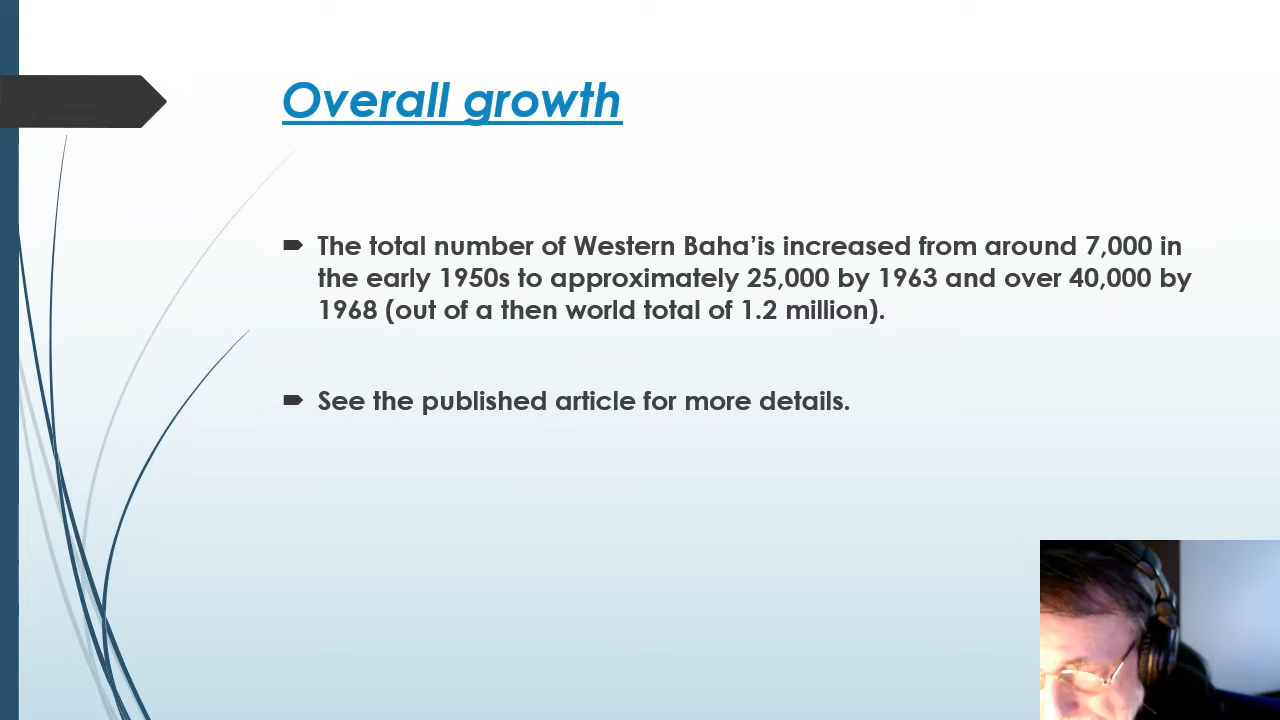 Overall growth
The total number of Western Baha’is increased from around 7,000 in
the early 1950s to approximately 25,000 by 1963 and over 40,000 by
1968 (out of a then world total of 1.2 million).
See the published article for more details.